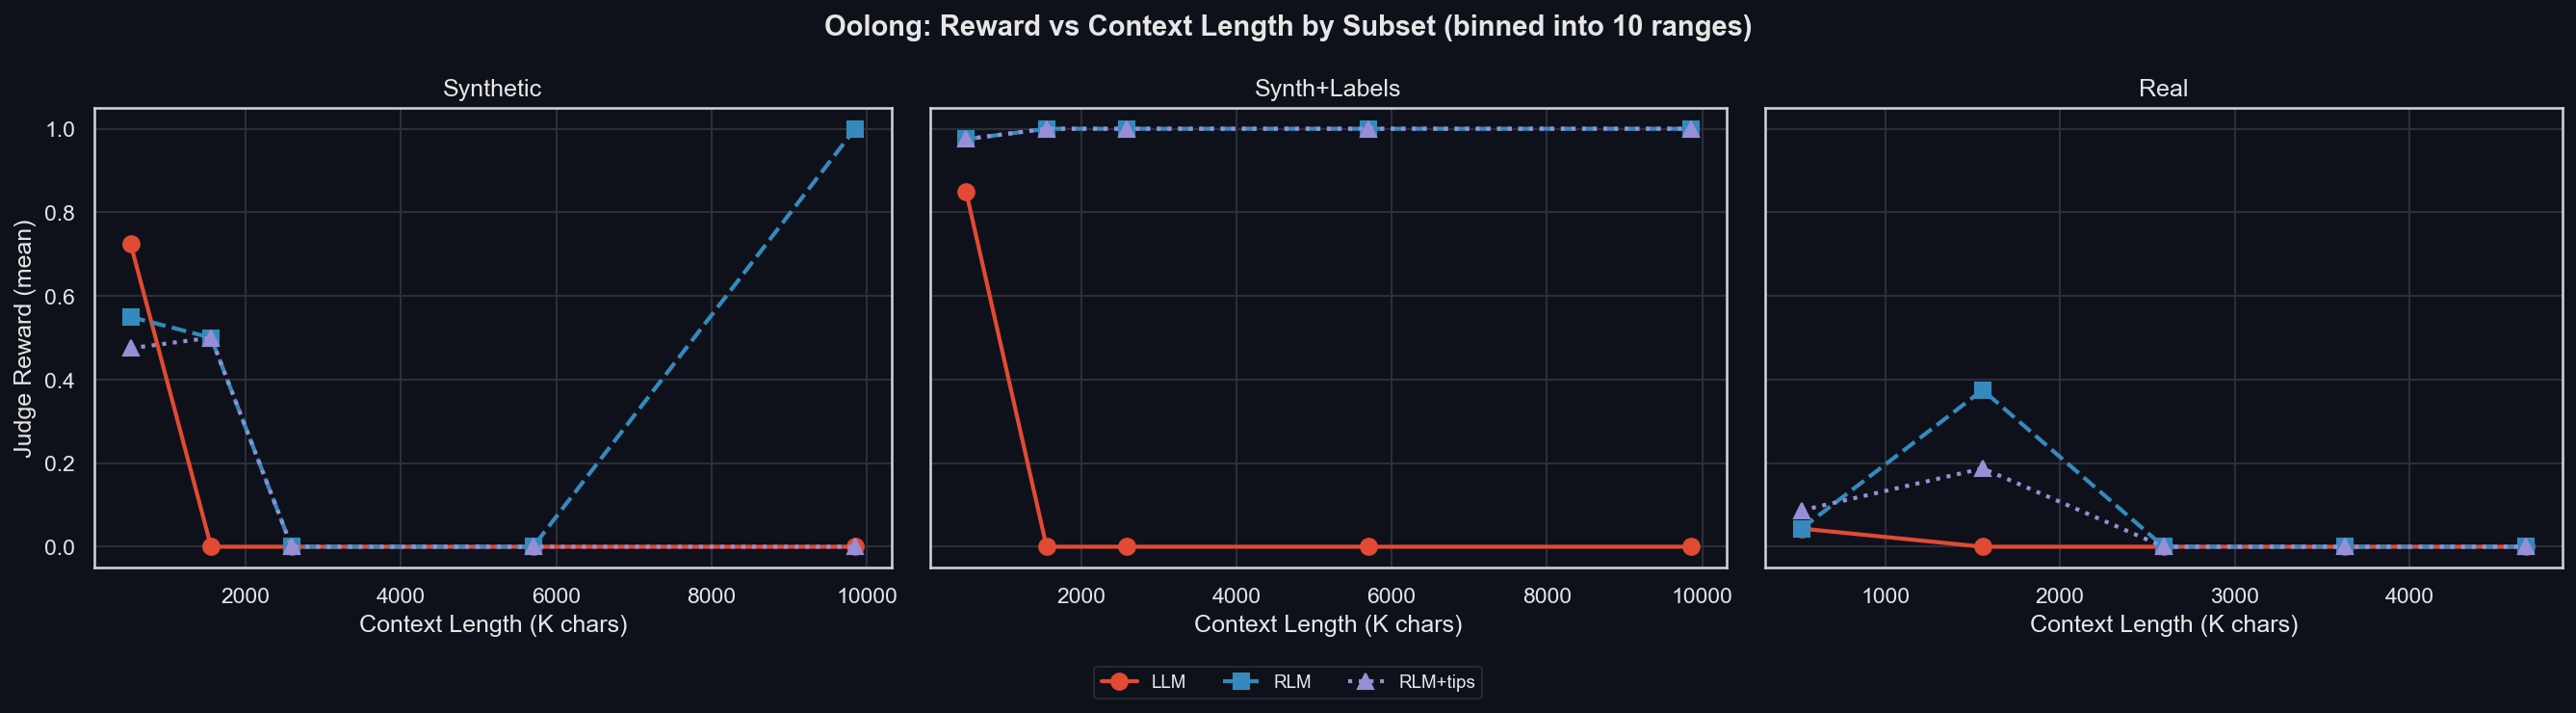 Oolong: Reward vs Context Length by Subset (binned into 10 ranges)
Synthetic
Synth+Labels
Real
Judge Reward (mean)
1.0
0.8
0.6
0.4
0.2
0.0
2000 4000 6000 8000 10000
2000 4000 6000 8000 10000
1000 2000 3000 4000
Context Length (K chars)
Context Length (K chars)
Context Length (K chars)
LLM RLM RLM+tips